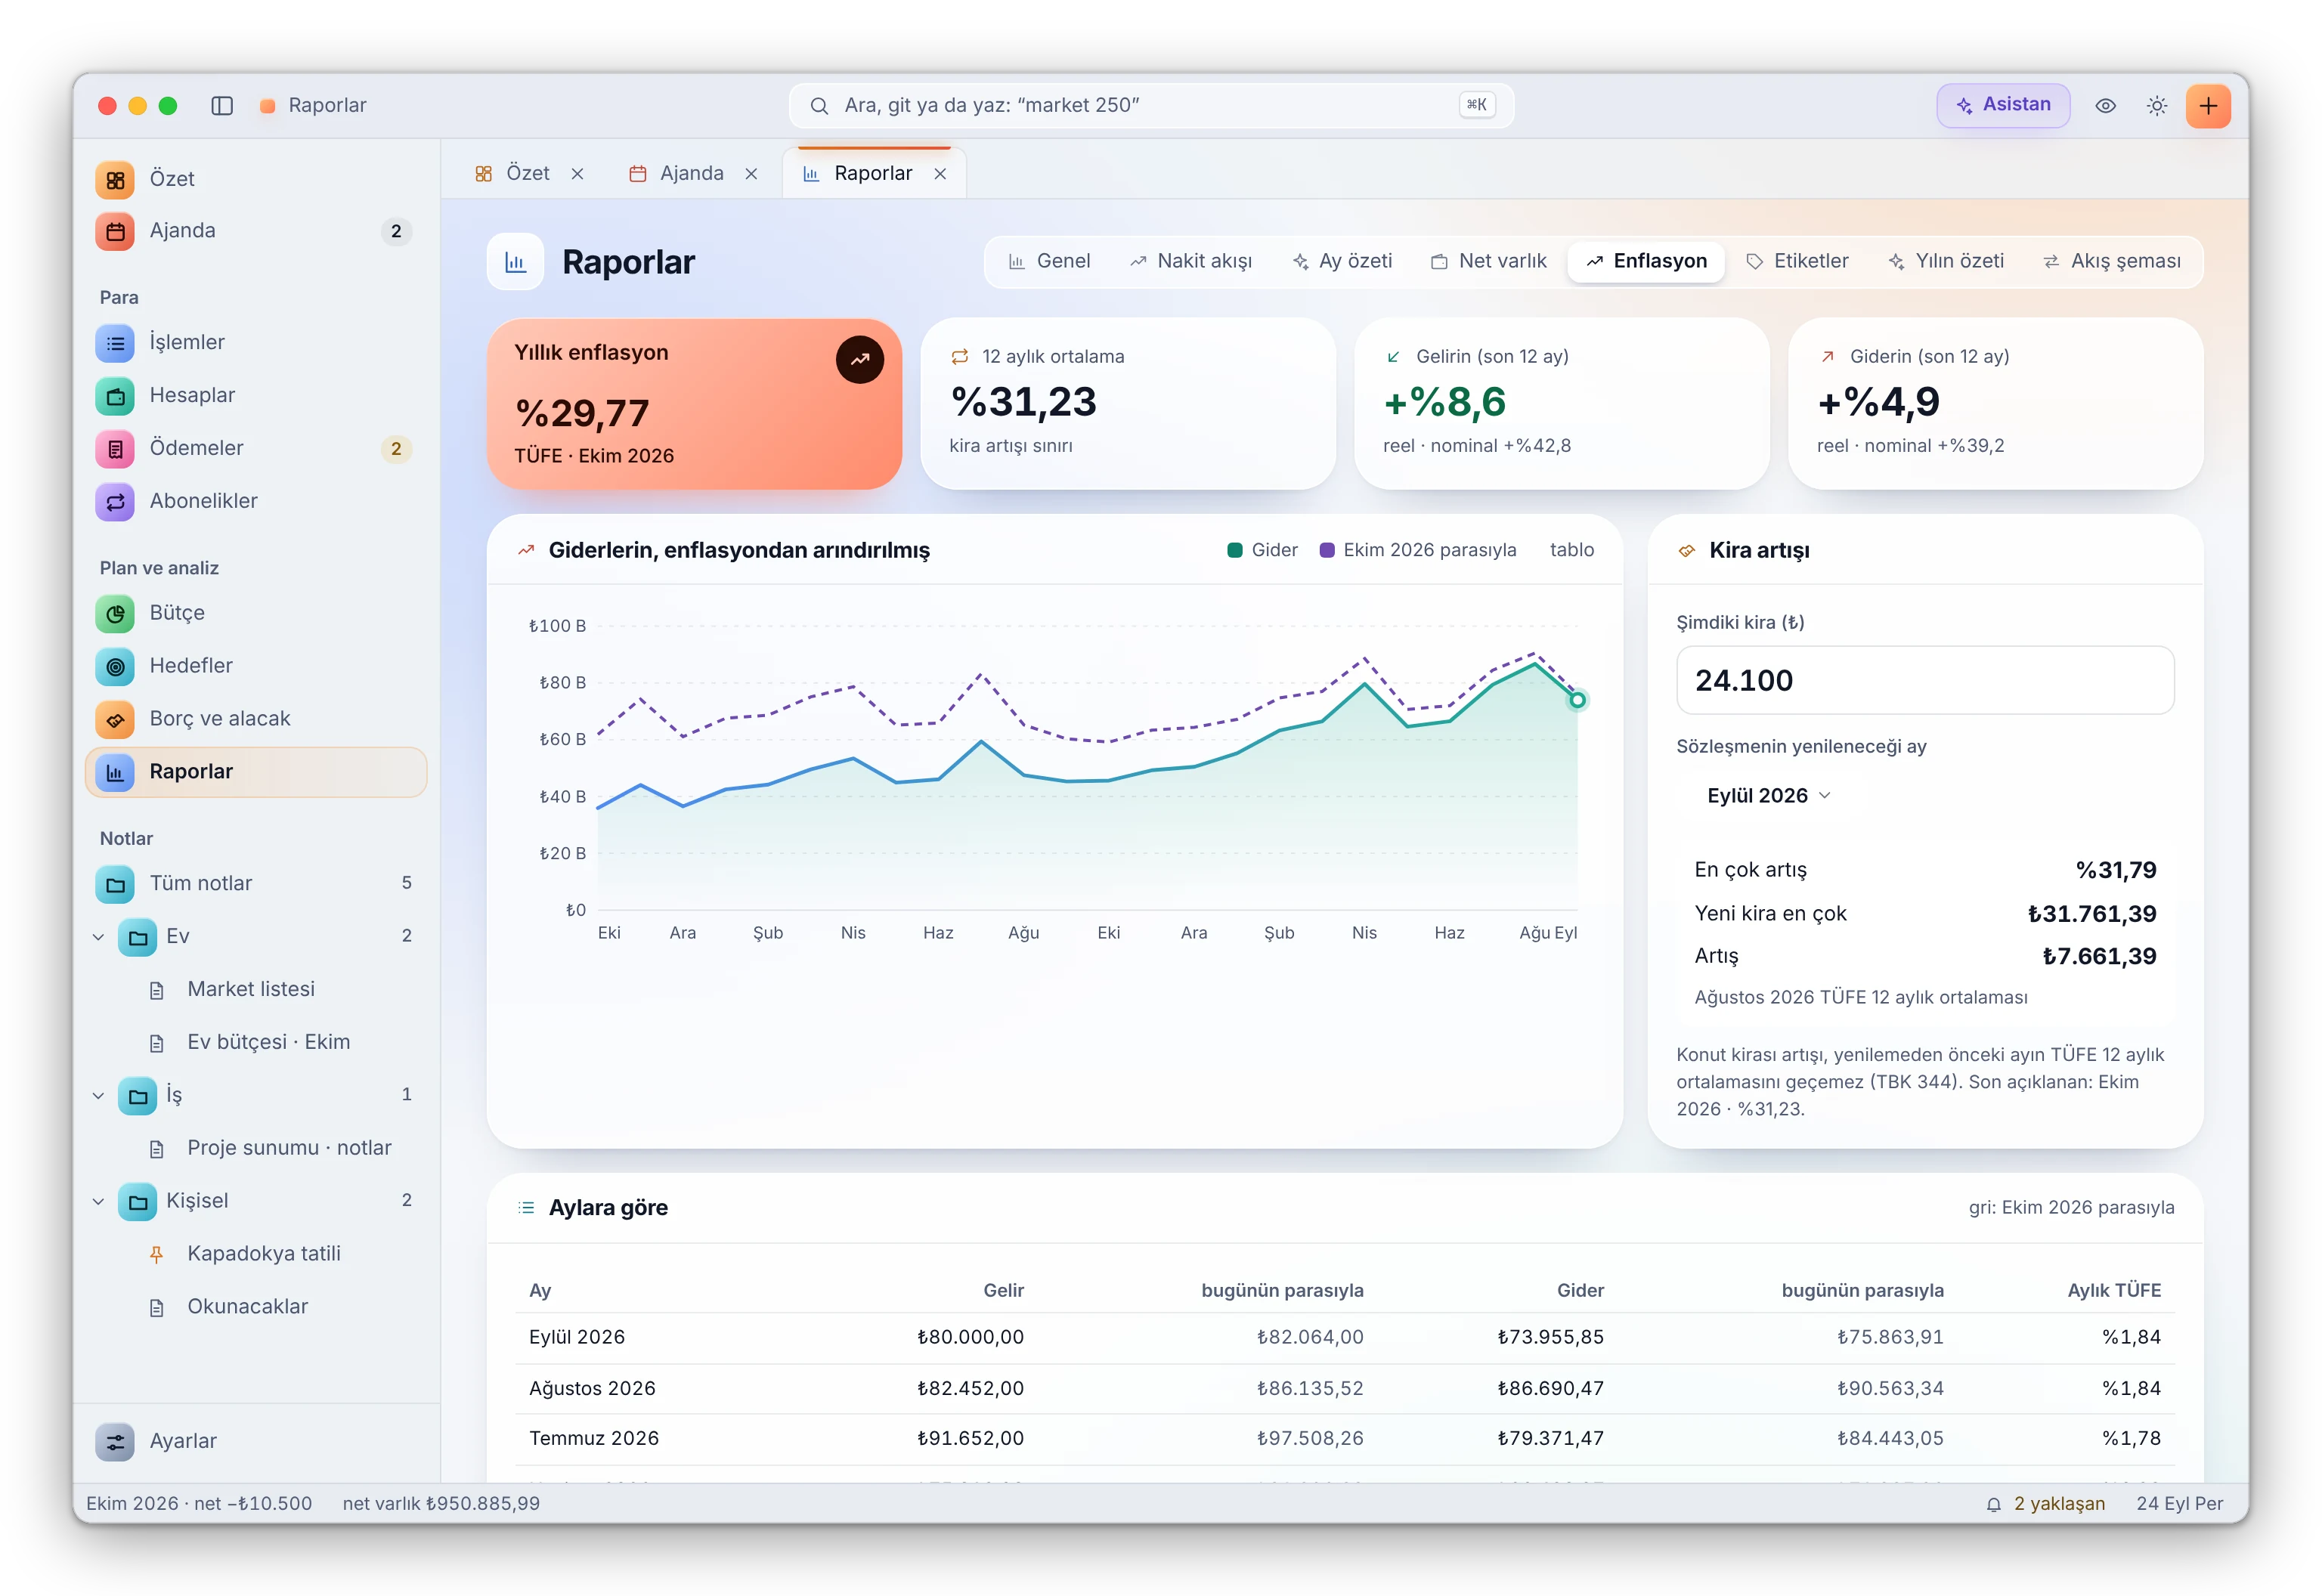 Raporlar
Ara, git ya da yaz: “market 250”
⌘K
Asistan
Özet
Ajanda
2
Para
İşlemler
Hesaplar
Ödemeler
2
Abonelikler
Plan ve analiz
Bütçe
Hedefler
Borç ve alacak
Raporlar
Notlar
Tüm notlar
5
Ev
2
Market listesi
Ev bütçesi · Ekim
İş
1
Proje sunumu · notlar
Kişisel
2
Kapadokya tatili
Okunacaklar
Ayarlar
Özet
Ajanda
Raporlar
Raporlar
Genel
Nakit akışı
Ay özeti
Net varlık
Enflasyon
Etiketler
Yılın özeti
Akış şeması
Yıllık enflasyon
%29,77
TÜFE · Ekim 2026
12 aylık ortalama
%31,23
kira artışı sınırı
Gelirin (son 12 ay)
+%8,6
reel · nominal +%42,8
Giderin (son 12 ay)
+%4,9
reel · nominal +%39,2
Giderlerin, enflasyondan arındırılmış
Gider
Ekim 2026 parasıyla
tablo
₺100 B
₺80 B
₺60 B
₺40 B
₺20 B
₺0
Eki Ara Şub Nis Haz Ağu Eki Ara Şub Nis Haz Ağu Eyl
Kira artışı
Şimdiki kira (₺)
24.100
Sözleşmenin yenileneceği ay
Eylül 2026
En çok artış %31,79
Yeni kira en çok ₺31.761,39
Artış ₺7.661,39
Ağustos 2026 TÜFE 12 aylık ortalaması
Konut kirası artışı, yenilemeden önceki ayın TÜFE 12 aylık
ortalamasını geçemez (TBK 344). Son açıklanan: Ekim
2026 · %31,23.
Aylara göre
gri: Ekim 2026 parasıyla
Ay Gelir bugünün parasıyla Gider bugünün parasıyla Aylık TÜFE
Eylül 2026 ₺80.000,00 ₺82.064,00 ₺73.955,85 ₺75.863,91 %1,84
Ağustos 2026 ₺82.452,00 ₺86.135,52 ₺86.690,47 ₺90.563,34 %1,84
Temmuz 2026 ₺91.652,00 ₺97.508,26 ₺79.371,47 ₺84.443,05 %1,78
Ekim 2026 · net −₺10.500
net varlık ₺950.885,99
2 yaklaşan
24 Eyl Per